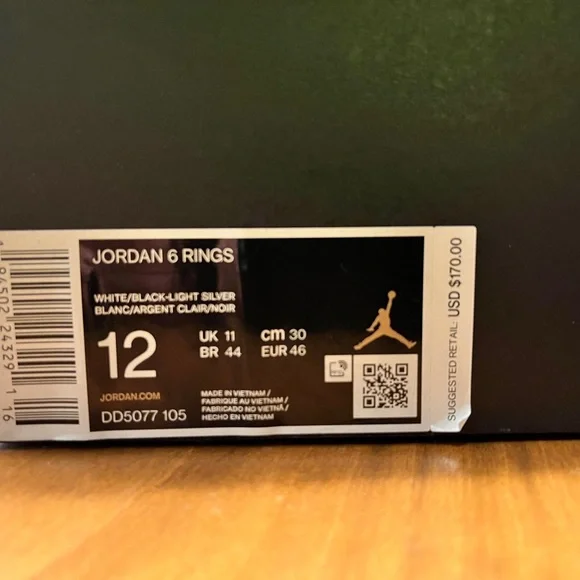 JORDAN 6 RINGS
WHITE/BLACK-LIGHT SILVER
BLANC/ARGENT CLAIR/NOIR
12
UK 11 cm 30
BR 44 EUR 46
JORDAN.COM
DD5077 105
MADE IN VIETNAM /
FABRIQUE AU VIETNAM /
FABRICADO NO VIETNÃ /
HECHO EN VIETNAM
SUGGESTED RETAIL: USD $170.00